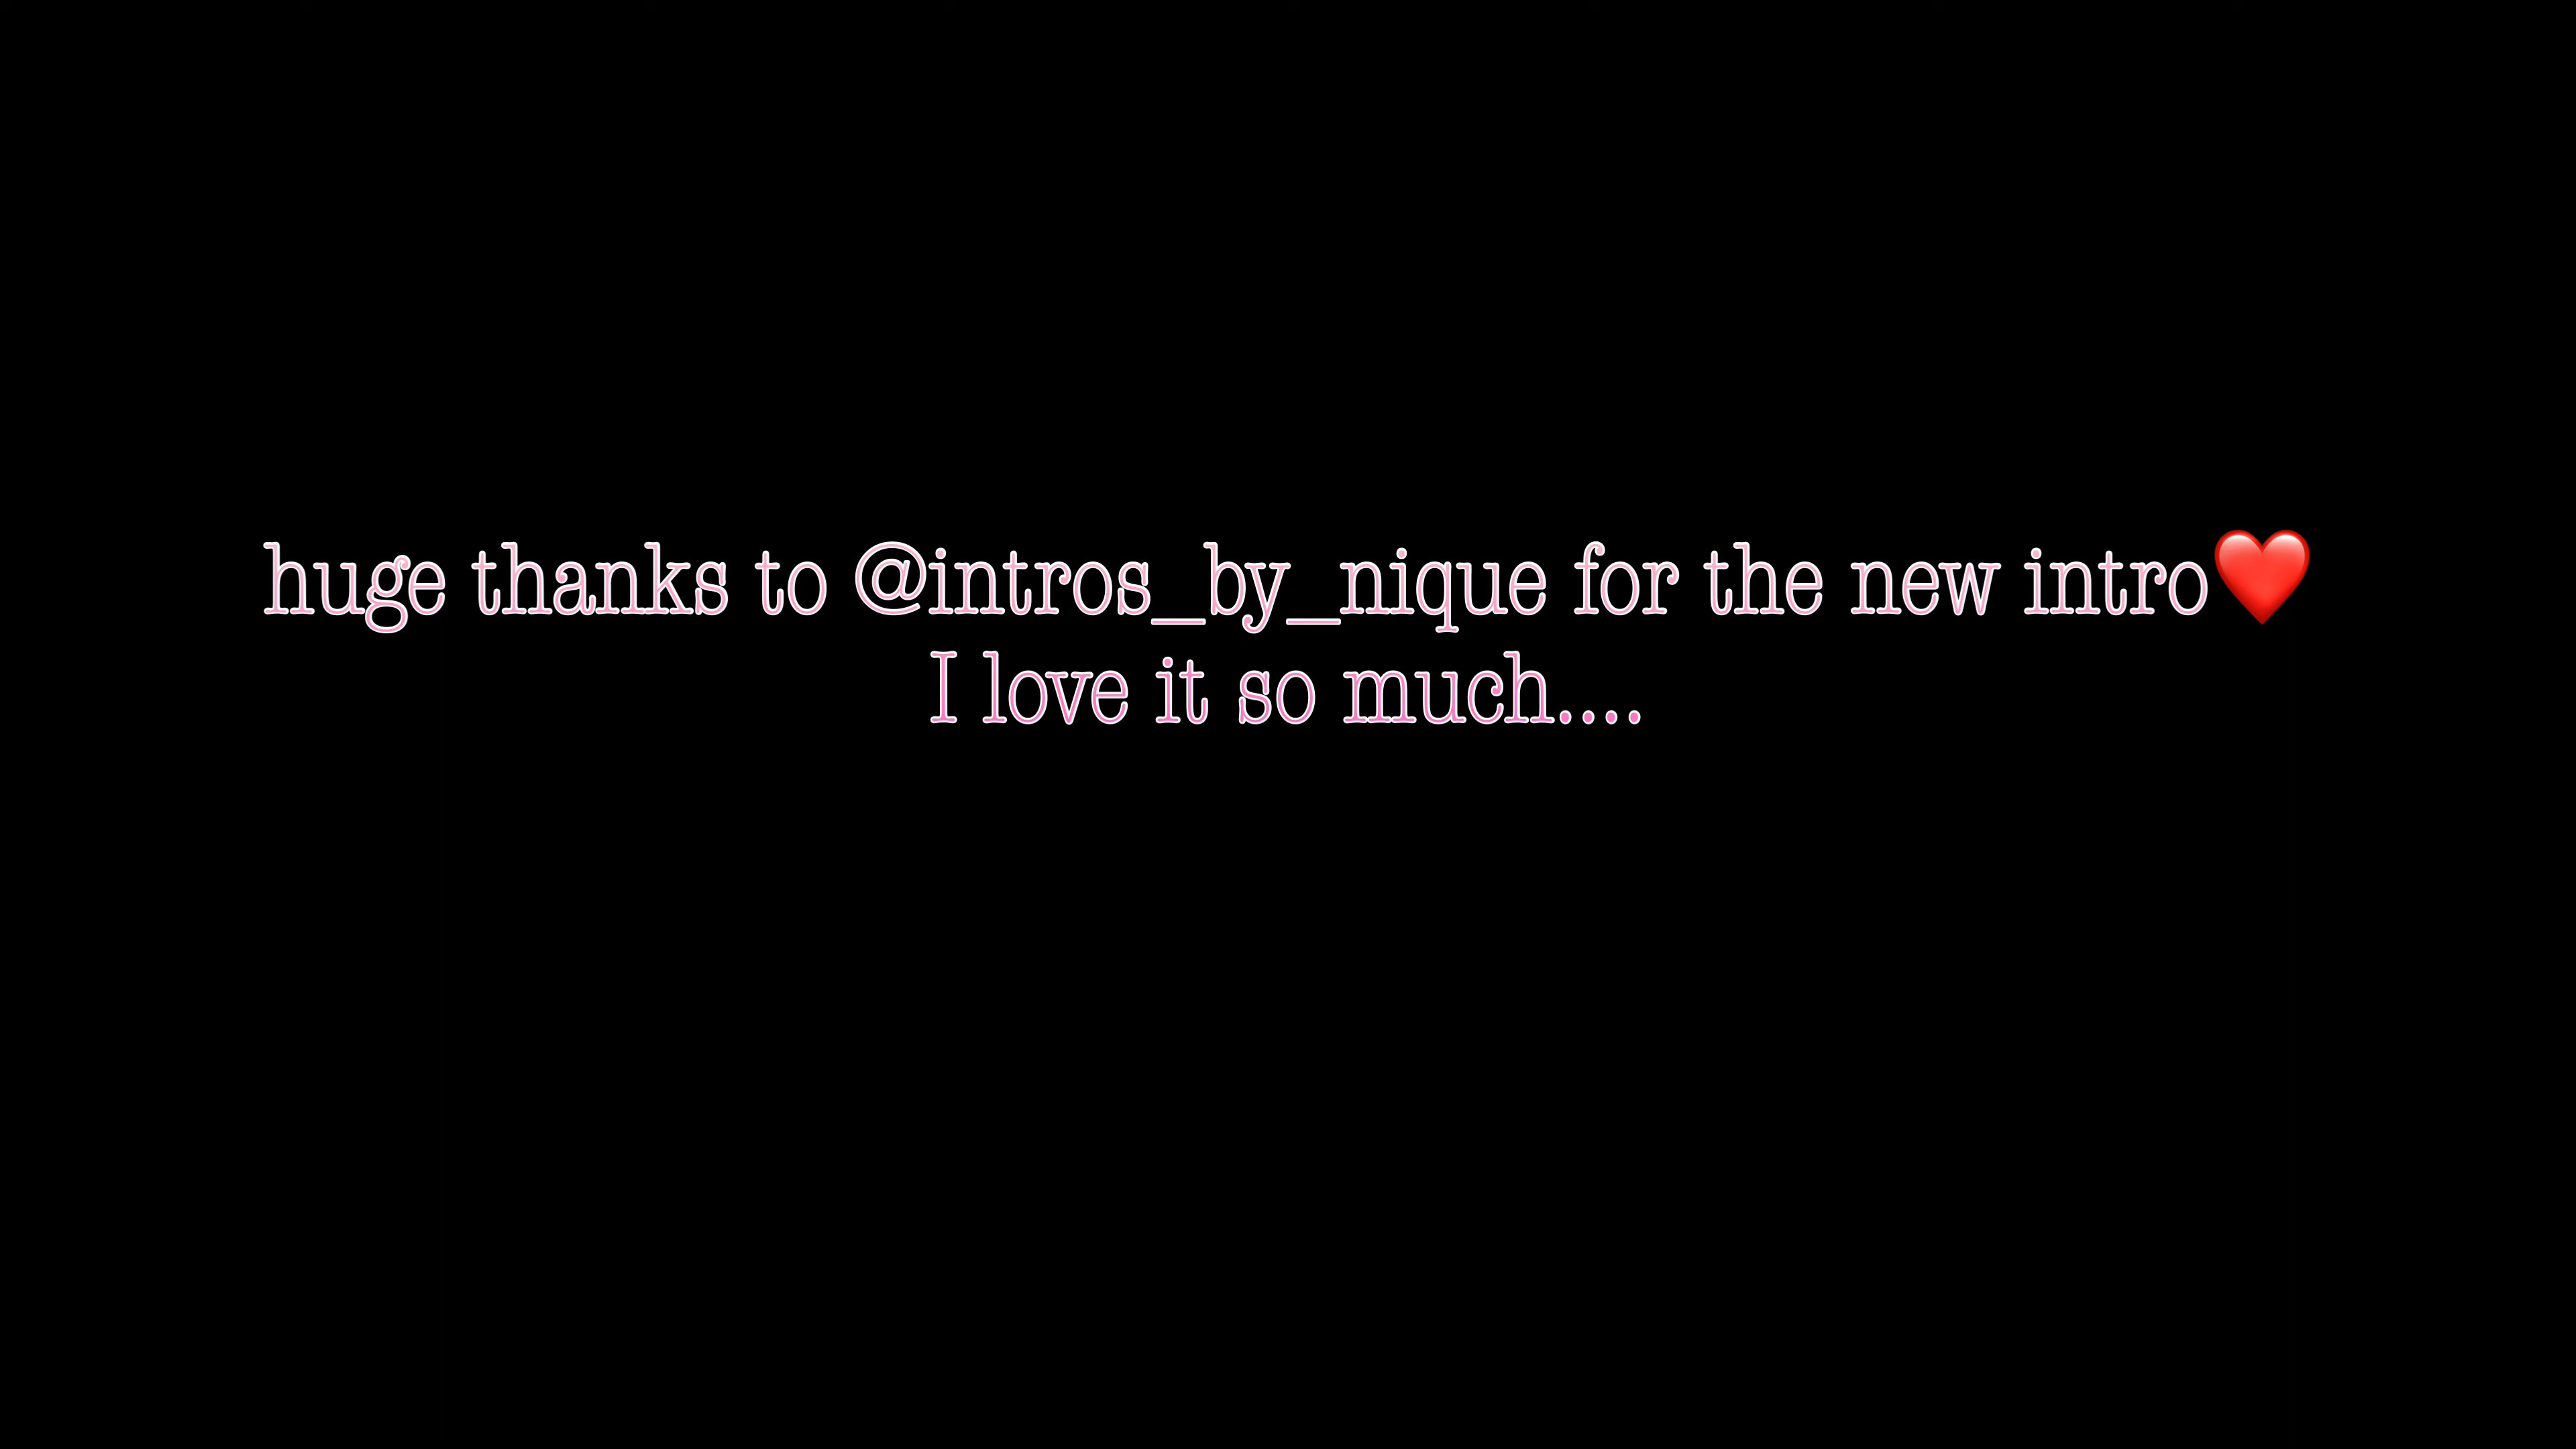 huge thanks to @intros_by_nique for the new intro❤️
I love it so much....